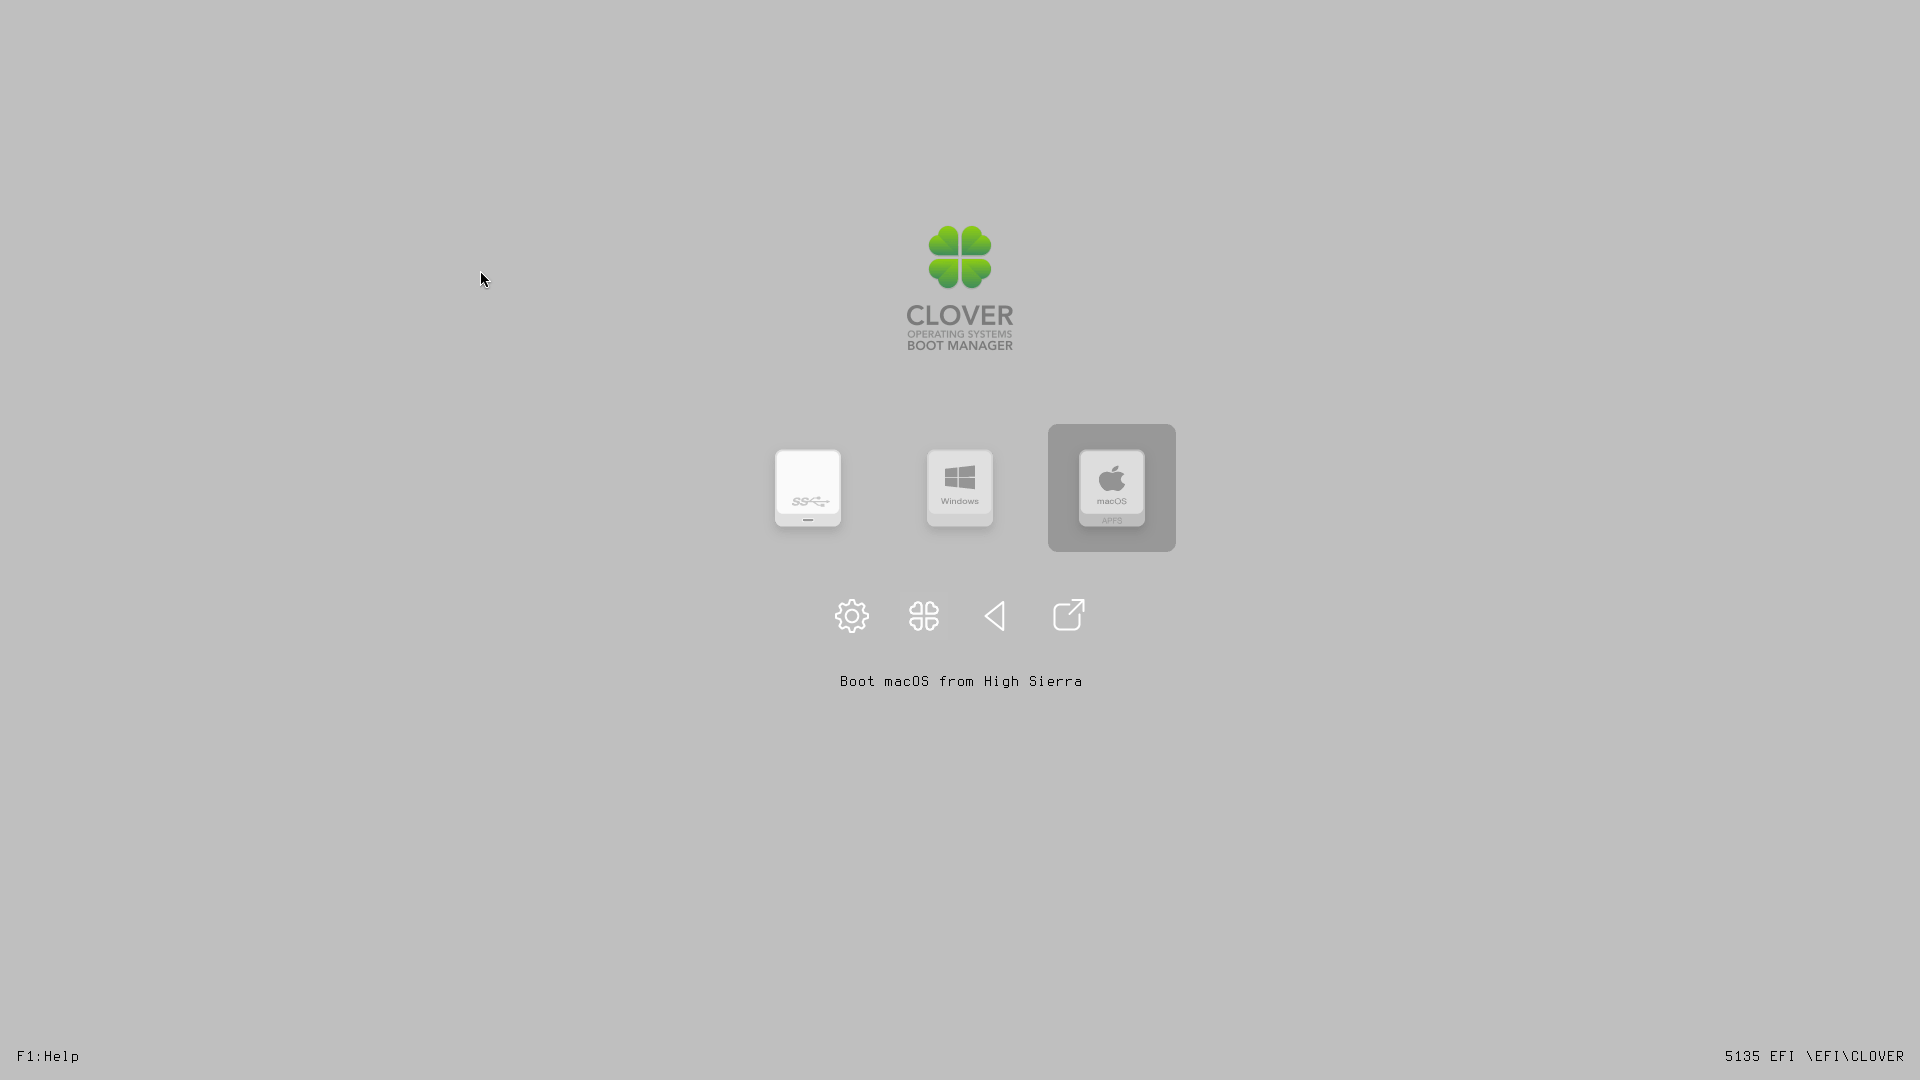 CLOVER
OPERATING SYSTEMS
BOOT MANAGER
SS
Windows
macOS
APFS
Boot macOS from High Sierra
F1:Help
5135 EFI \EFI\CLOVER